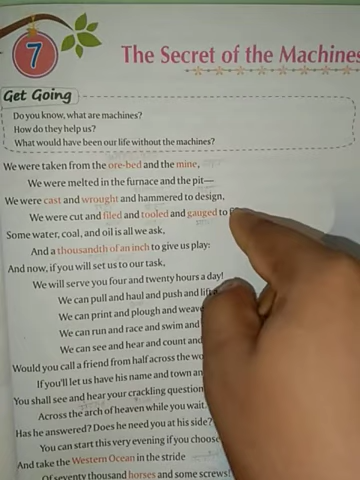 7
The Secret of the Machines
Get Going
Do you know, what are machines?
How do they help us?
What would have been our life without the machines?
We were taken from the ore-bed and the mine,
We were melted in the furnace and the pit—
We were cast and wrought and hammered to design,
We were cut and filed and tooled and gauged to
Some water, coal, and oil is all we ask,
And a thousandth of an inch to give us play:
And now, if you will set us to our task,
We will serve you four and twenty hours a day!
We can pull and haul and push and lift
We can print and plough and weave
We can run and race and swim and
We can see and hear and count and
Would you call a friend from half across the
If you'll let us have his name and town
You shall see and hear your crackling question
Across the arch of heaven while you wait.
Has he answered? Does he need you at his side?
You can start this very evening if you choose
And take the Western Ocean in the stride
Of seventy thousand horses and some screws!